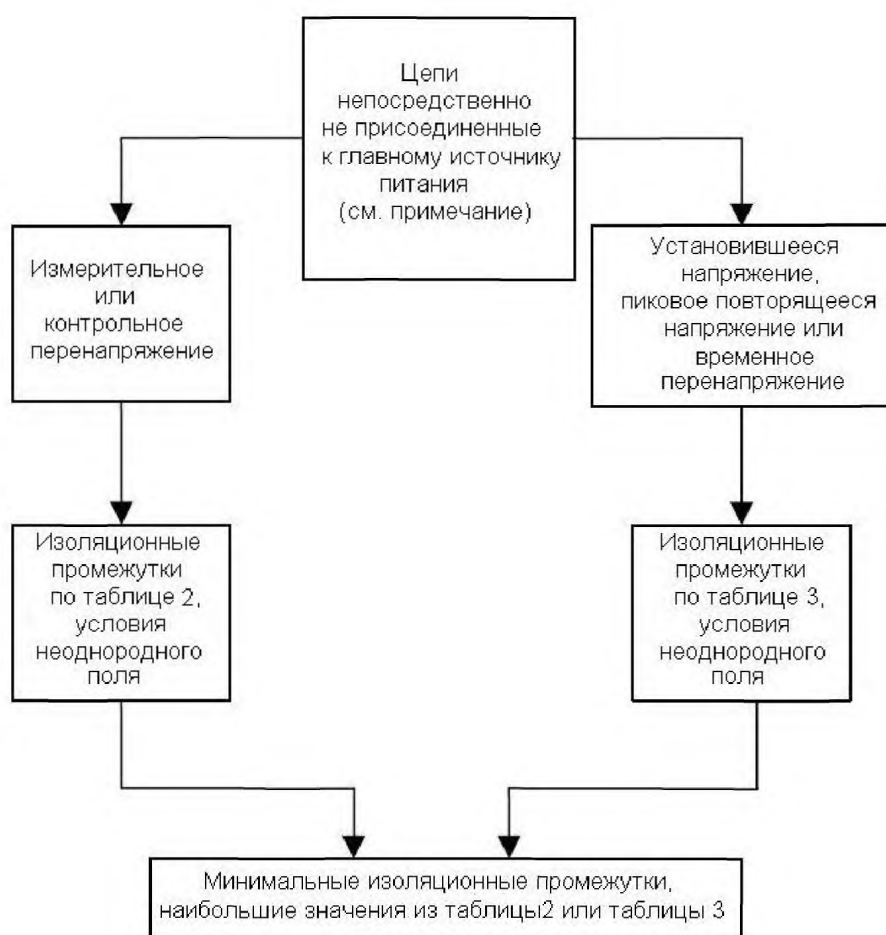 Цепи
непосредственно
не присоединенные
к главному источнику
питания
(см. примечание)
Измерительное
или
контрольное
перенапряжение
Установившееся
напряжение,
пиковое повторящееся
напряжение или
временное
перенапряжение
Изоляционные
промежутки
по таблице 2,
условия
неоднородного
поля
Изоляционные
промежутки
по таблице 3,
условия
неоднородного
поля
Минимальные изоляционные промежутки,
наибольшие значения из таблицы2 или таблицы 3